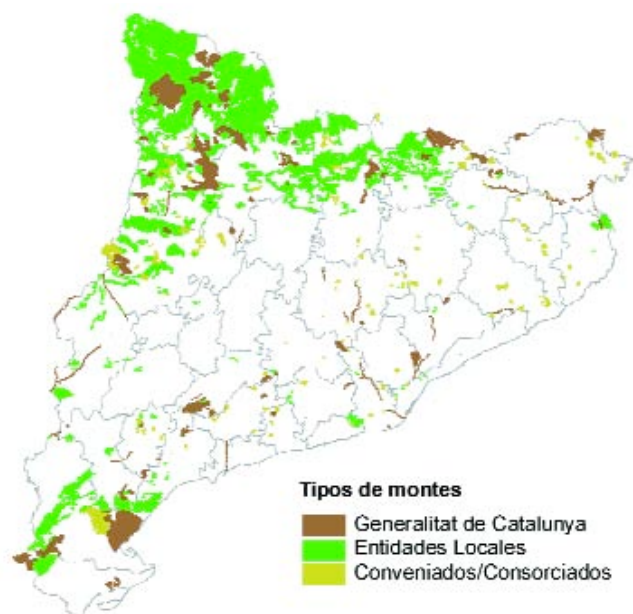 Tipos de montes
Generalitat de Catalunya
Entidades Locales
Conveniados/Consorciados